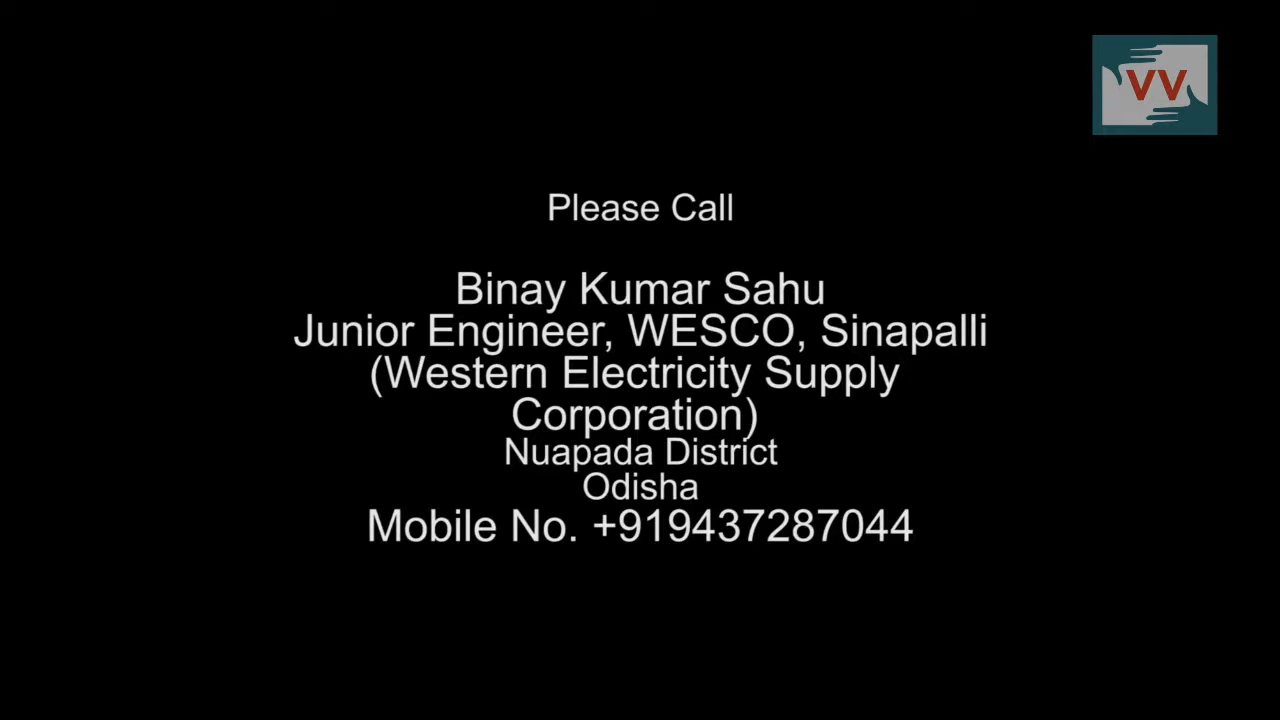 VV
Please Call
Binay Kumar Sahu
Junior Engineer, WESCO, Sinapalli
(Western Electricity Supply
Corporation)
Nuapada District
Odisha
Mobile No. +919437287044